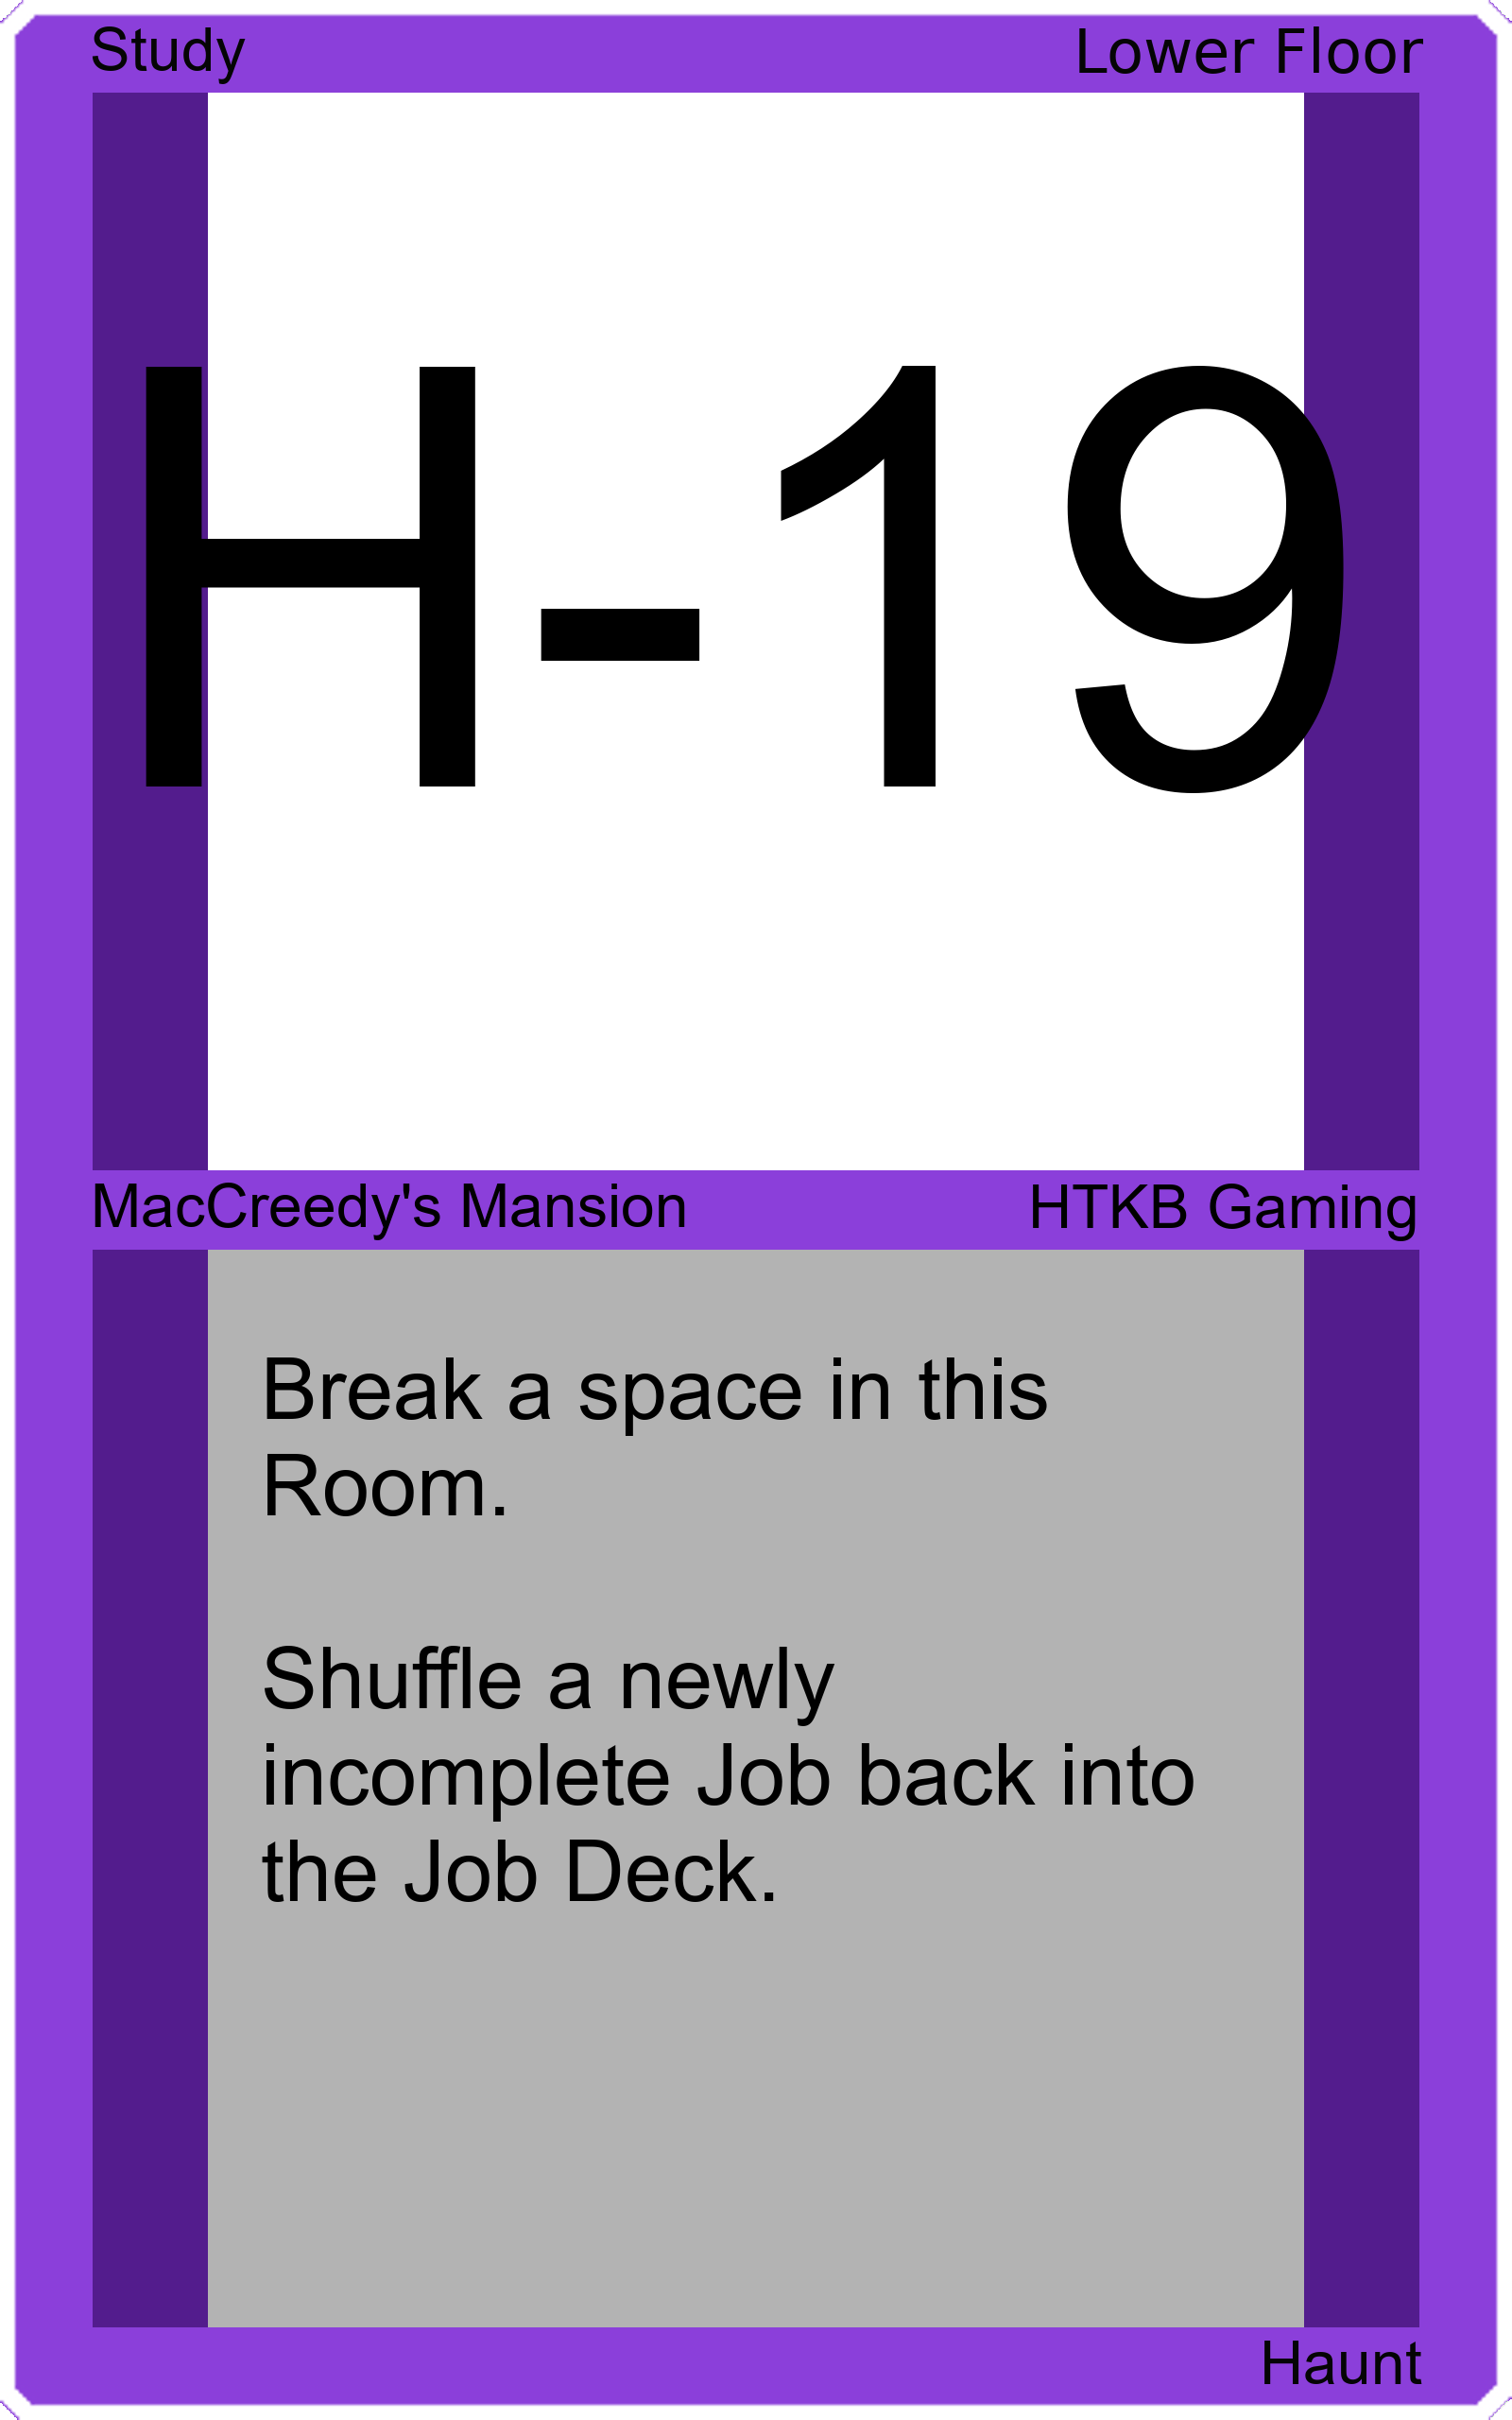 Study
Lower Floor
H-19
MacCreedy's Mansion
HTKB Gaming
Break a space in this
Room.
Shuffle a newly
incomplete Job back into
the Job Deck.
Haunt